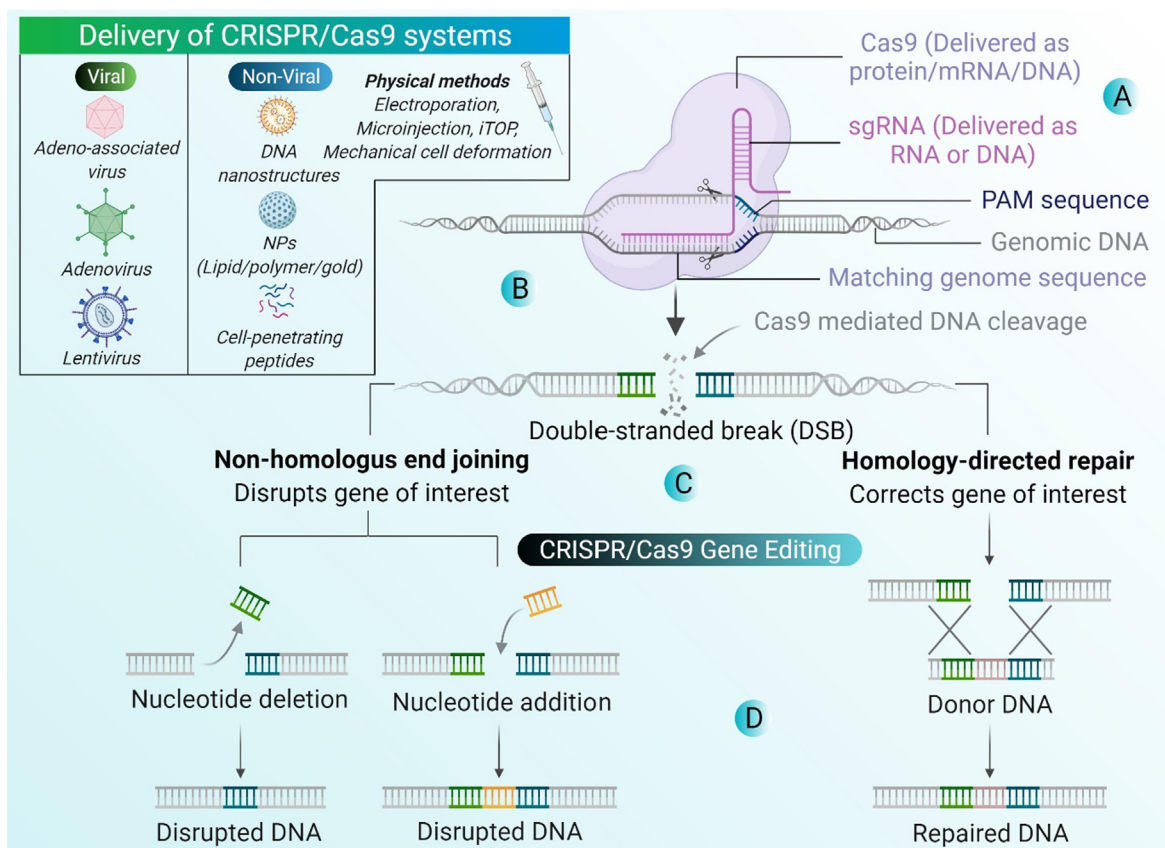 Delivery of CRISPR/Cas9 systems
Viral
Adeno-associated
virus
Adenovirus
Lentivirus
Non-Viral
DNA
nanostructures
NPs
(Lipid/polymer/gold)
Cell-penetrating
peptides
Physical methods
Electroporation,
Microinjection, iTOP,
Mechanical cell deformation
Cas9 (Delivered as
protein/mRNA/DNA)
A
sgRNA (Delivered as
RNA or DNA)
PAM sequence
Genomic DNA
Matching genome sequence
B
Cas9 mediated DNA cleavage
Double-stranded break (DSB)
Non-homologus end joining
Disrupts gene of interest
C
Homology-directed repair
Corrects gene of interest
CRISPR/Cas9 Gene Editing
Nucleotide deletion
Nucleotide addition
Donor DNA
D
Disrupted DNA
Disrupted DNA
Repaired DNA